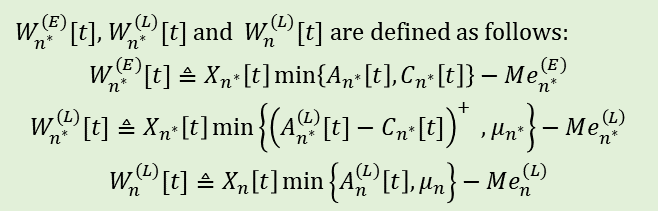 W_{n*}^{(E)}[t], W_{n*}^{(L)}[t] and W_n^{(L)}[t] are defined as follows:
W_{n*}^{(E)}[t] ≜ X_{n*}[t] min{A_{n*}[t], C_{n*}[t]} − Me_{n*}^{(E)}
W_{n*}^{(L)}[t] ≜ X_{n*}[t] min{(A_{n*}^{(L)}[t] − C_{n*}[t])^+, μ_{n*}} − Me_{n*}^{(L)}
W_n^{(L)}[t] ≜ X_n[t] min{A_n^{(L)}[t], μ_n} − Me_n^{(L)}